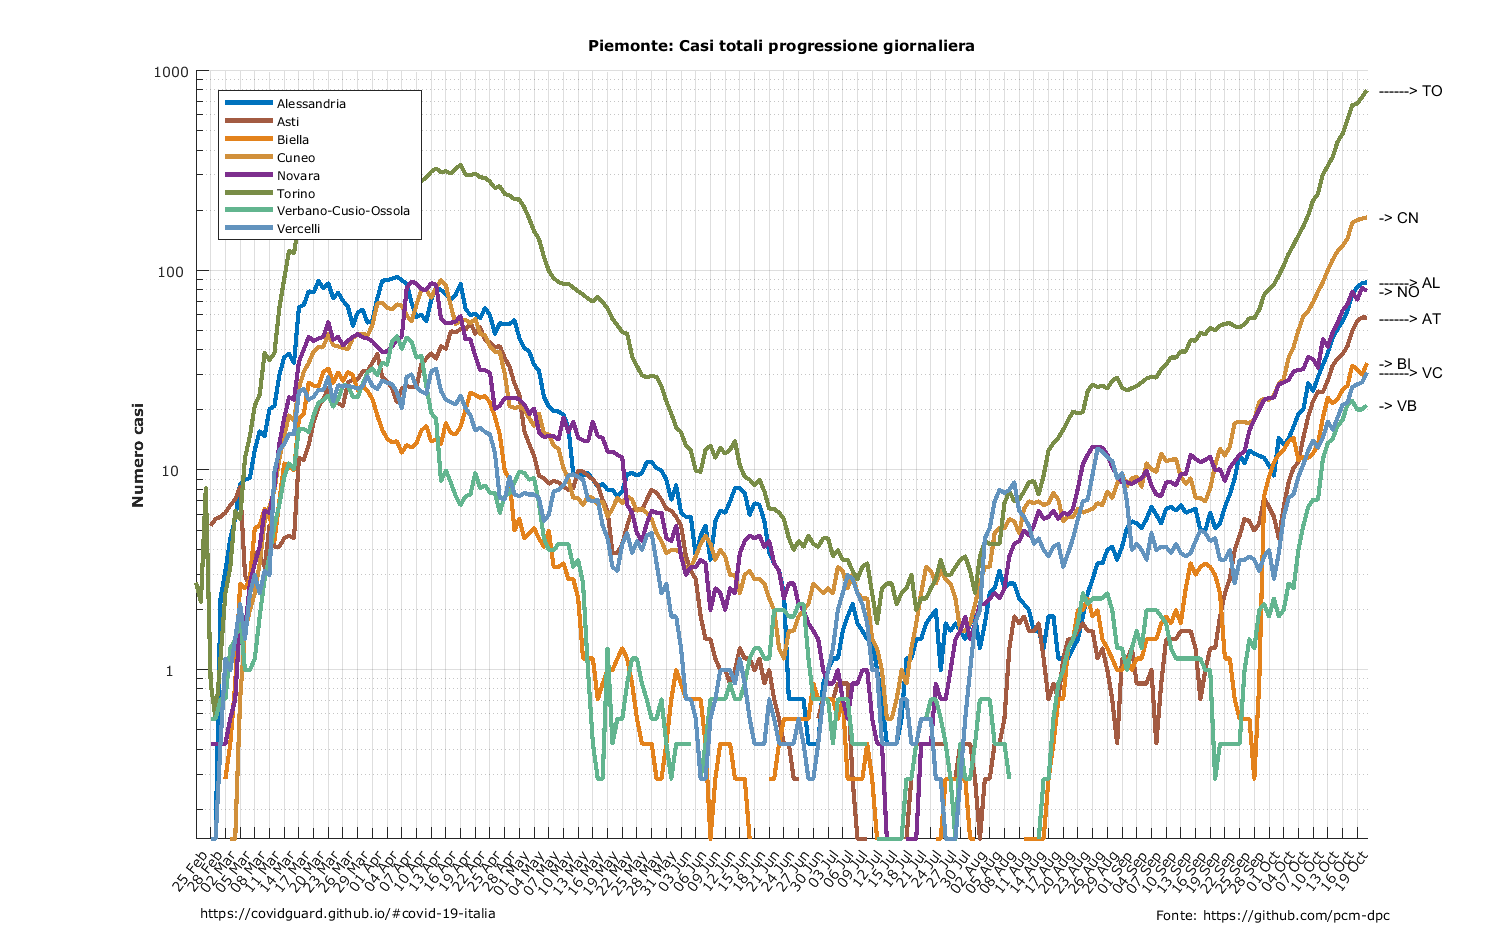 Piemonte: Casi totali progressione giornaliera
1000
100
10
1
Numero casi
Alessandria
Asti
Biella
Cuneo
Novara
Torino
Verbano-Cusio-Ossola
Vercelli
------> TO
-> CN
------> AL
-> NO
------> AT
-> BI
------> VC
-> VB
25 Feb
28 Feb
02 Mar
05 Mar
08 Mar
11 Mar
14 Mar
17 Mar
20 Mar
23 Mar
26 Mar
29 Mar
01 Apr
04 Apr
07 Apr
10 Apr
13 Apr
16 Apr
19 Apr
22 Apr
25 Apr
28 Apr
01 May
04 May
07 May
10 May
13 May
16 May
19 May
22 May
25 May
28 May
31 May
03 Jun
06 Jun
09 Jun
12 Jun
15 Jun
18 Jun
21 Jun
24 Jun
27 Jun
30 Jun
03 Jul
06 Jul
09 Jul
12 Jul
15 Jul
18 Jul
21 Jul
24 Jul
27 Jul
30 Jul
02 Aug
05 Aug
08 Aug
11 Aug
14 Aug
17 Aug
20 Aug
23 Aug
26 Aug
29 Aug
01 Sep
04 Sep
07 Sep
10 Sep
13 Sep
16 Sep
19 Sep
22 Sep
25 Sep
28 Sep
01 Oct
04 Oct
07 Oct
10 Oct
13 Oct
16 Oct
19 Oct
https://covidguard.github.io/#covid-19-italia
Fonte: https://github.com/pcm-dpc